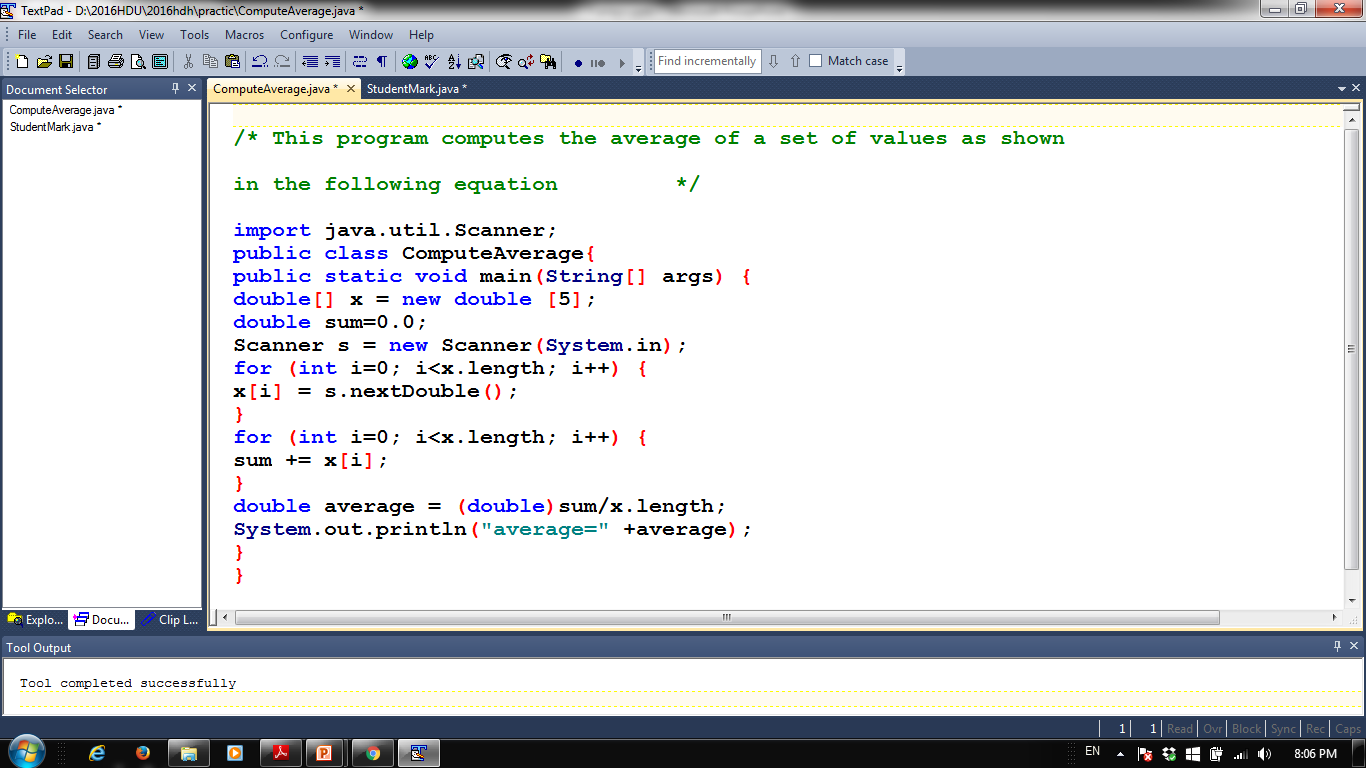 TextPad - D:\2016HDU\2016hdh\practic\ComputeAverage.java *
File Edit Search View Tools Macros Configure Window Help
Find incrementally Match case
Document Selector
ComputeAverage.java *
StudentMark.java *
ComputeAverage.java * StudentMark.java *
/* This program computes the average of a set of values as shown
in the following equation */
import java.util.Scanner;
public class ComputeAverage{
public static void main(String[] args) {
double[] x = new double [5];
double sum=0.0;
Scanner s = new Scanner(System.in);
for (int i=0; i<x.length; i++) {
x[i] = s.nextDouble();
}
for (int i=0; i<x.length; i++) {
sum += x[i];
}
double average = (double)sum/x.length;
System.out.println("average=" +average);
}
}
Explo... Docu... Clip L...
Tool Output
Tool completed successfully
1 1 Read Ovr Block Sync Rec Caps
EN 8:06 PM